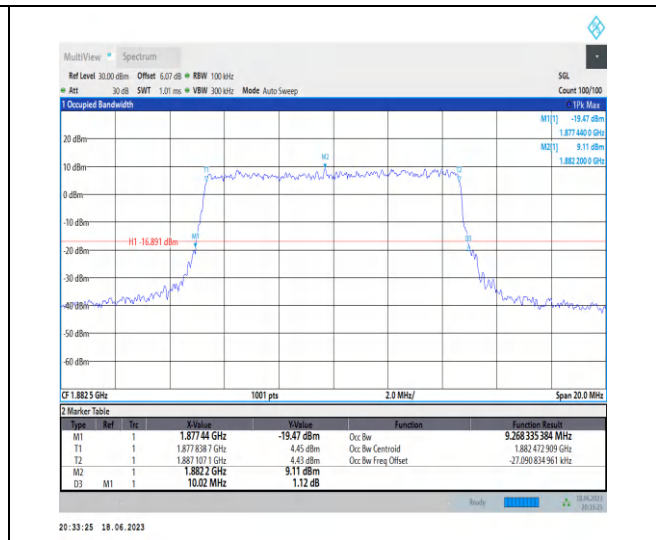 MultiView Spectrum
Ref Level 30.00 dBm Offset 6.07 dB RBW 100 kHz SGL
Att 30 dB SWT 1.01 ms VBW 300 kHz Mode Auto Sweep Count 100/100
1 Occupied Bandwidth 1Pk Max
M1[1] -19.47 dBm
1.877 440 0 GHz
M2[1] 9.11 dBm
1.882 200 0 GHz
20 dBm
M2
T1 T2
10 dBm
0 dBm
-10 dBm
H1 -16.891 dBm M1 D3
-20 dBm
-30 dBm
-40 dBm
-50 dBm
-60 dBm
CF 1.882 5 GHz 1001 pts 2.0 MHz/ Span 20.0 MHz
2 Marker Table
Type Ref Trc X-Value Y-Value Function Function Result
M1 1 1.877 44 GHz -19.47 dBm Occ Bw 9.268 335 384 MHz
T1 1 1.877 838 7 GHz 4.45 dBm Occ Bw Centroid 1.882 472 909 GHz
T2 1 1.887 107 1 GHz 4.43 dBm Occ Bw Freq Offset -27.090 834 961 kHz
M2 1 1.882 2 GHz 9.11 dBm
D3 M1 1 10.02 MHz 1.12 dB
Ready 18.06.2023
20:33:25
20:33:25 18.06.2023